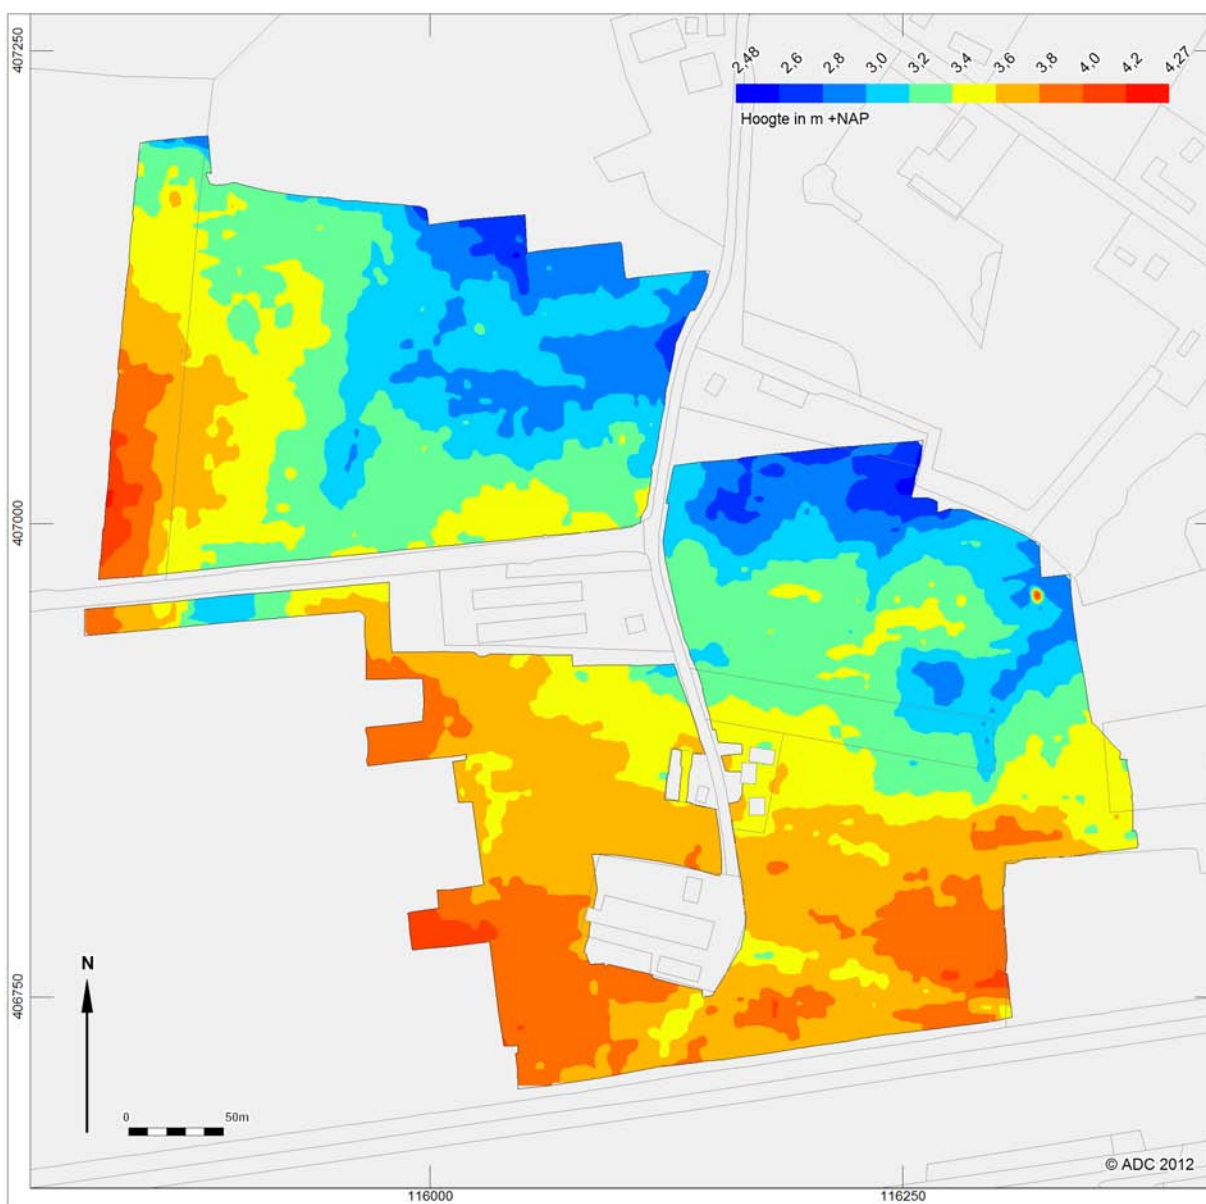 407250
2,48 2,6 2,8 3,0 3,2 3,4 3,6 3,8 4,0 4,2 4,27
Hoogte in m +NAP
407000
406750
N
0 50m
© ADC 2012
116000 116250